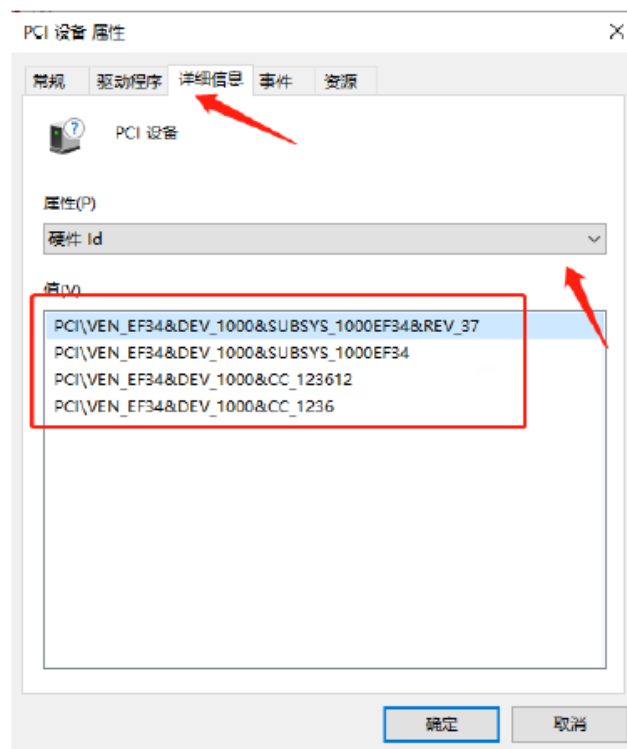 PCI 设备 属性
常规 驱动程序 详细信息 事件 资源
PCI 设备
属性(P)
硬件 Id
值(V)
PCI\VEN_EF34&DEV_1000&SUBSYS_1000EF34&REV_37
PCI\VEN_EF34&DEV_1000&SUBSYS_1000EF34
PCI\VEN_EF34&DEV_1000&CC_123612
PCI\VEN_EF34&DEV_1000&CC_1236
确定 取消